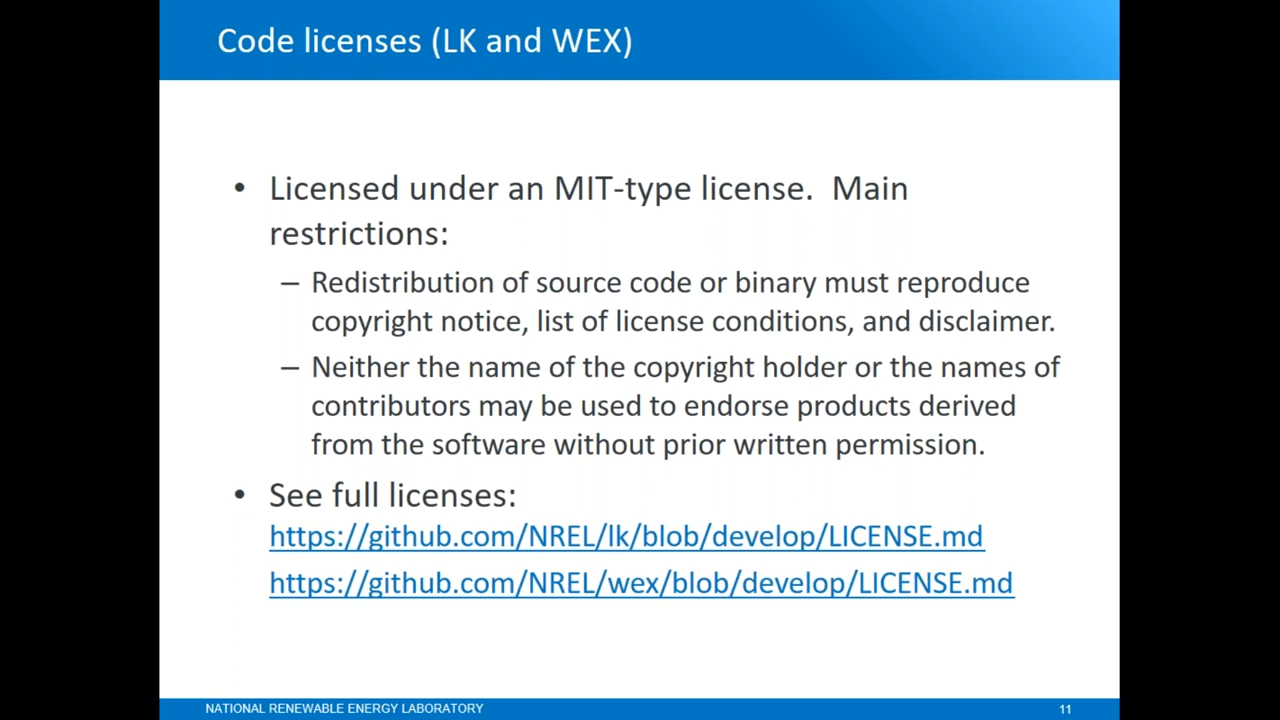 Code licenses (LK and WEX)
• Licensed under an MIT-type license.  Main
restrictions:
– Redistribution of source code or binary must reproduce
copyright notice, list of license conditions, and disclaimer.
– Neither the name of the copyright holder or the names of
contributors may be used to endorse products derived
from the software without prior written permission.
• See full licenses:
https://github.com/NREL/lk/blob/develop/LICENSE.md
https://github.com/NREL/wex/blob/develop/LICENSE.md
NATIONAL RENEWABLE ENERGY LABORATORY
11